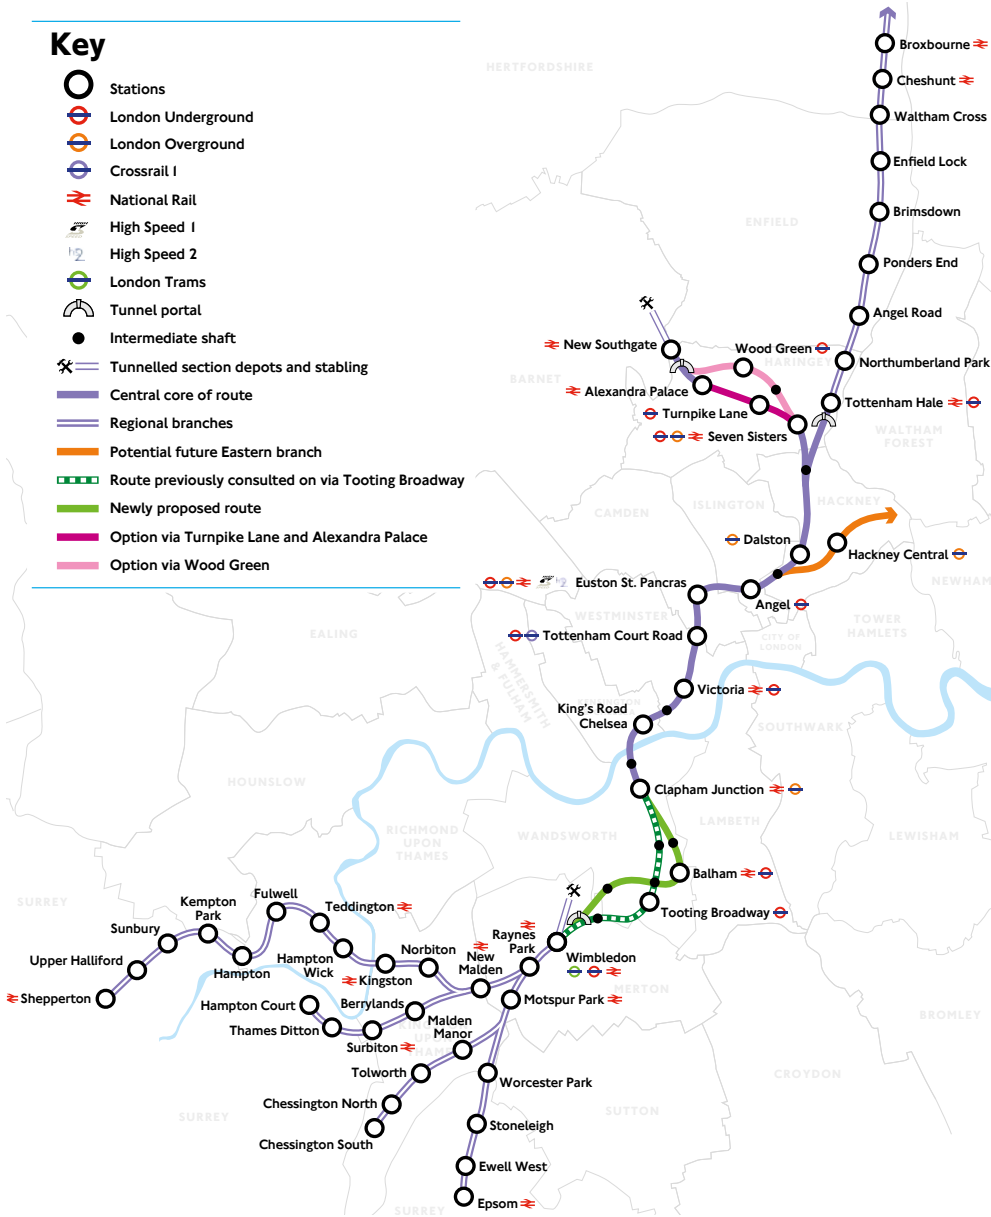 Key
Stations
London Underground
London Overground
Crossrail 1
National Rail
High Speed 1
High Speed 2
London Trams
Tunnel portal
Intermediate shaft
Tunnelled section depots and stabling
Central core of route
Regional branches
Potential future Eastern branch
Route previously consulted on via Tooting Broadway
Newly proposed route
Option via Turnpike Lane and Alexandra Palace
Option via Wood Green
HERTFORDSHIRE
Broxbourne
Cheshunt
Waltham Cross
Enfield Lock
Brimsdown
ENFIELD
Ponders End
Angel Road
New Southgate
Wood Green
HARINGEY
Northumberland Park
BARNET
Alexandra Palace
Turnpike Lane
Tottenham Hale
Seven Sisters
WALTHAM
FOREST
ISLINGTON
HACKNEY
CAMDEN
Dalston
Hackney Central
Euston St. Pancras
NEWHAM
Angel
WESTMINSTER
TOWER
HAMLETS
EALING
Tottenham Court Road
CITY OF
LONDON
HAMMERSMITH
& FULHAM
Victoria
King's Road
Chelsea
SOUTHWARK
HOUNSLOW
Clapham Junction
RICHMOND
UPON
THAMES
WANDSWORTH
LAMBETH
LEWISHAM
Balham
SURREY
Fulwell
Kempton
Park
Teddington
Tooting Broadway
Sunbury
Raynes
Park
Upper Halliford
Hampton
Hampton
Wick
Norbiton
New
Malden
Wimbledon
Kingston
Shepperton
MERTON
Hampton Court
Berrylands
Motspur Park
Thames Ditton
Malden
Manor
BROMLEY
Surbiton
Tolworth
CROYDON
Worcester Park
Chessington North
SURREY
SUTTON
Stoneleigh
Chessington South
Ewell West
Epsom
SURREY